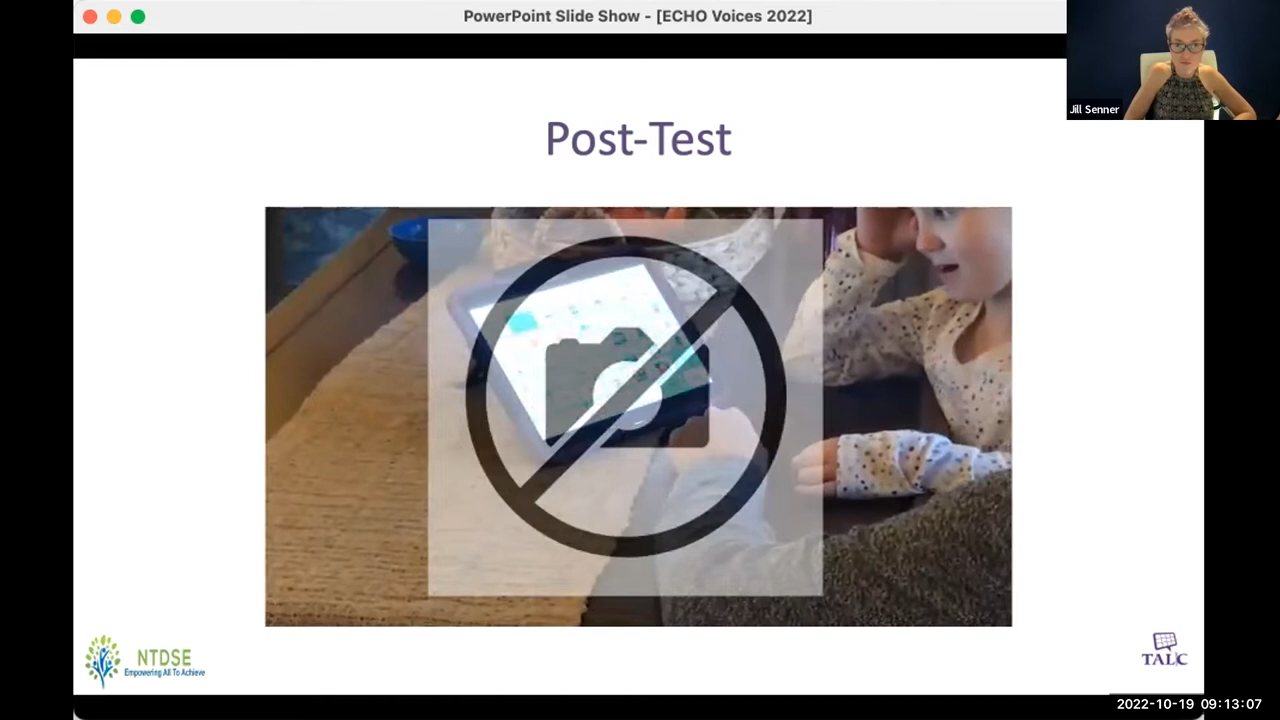 PowerPoint Slide Show - [ECHO Voices 2022]
Jill Senner
Post-Test
NTDSE
Empowering All To Achieve
TALC
2022-10-19 09:13:07